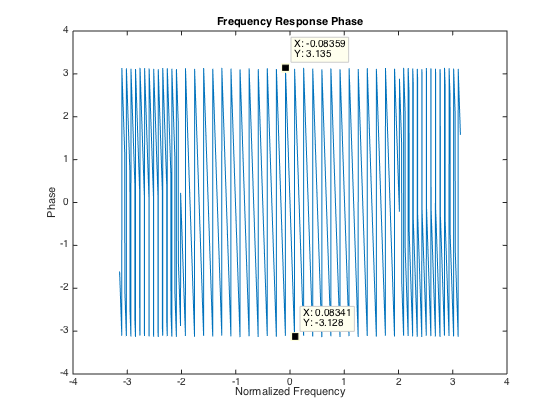 Frequency Response Phase
X: -0.08359
Y: 3.135
4
3
2
1
0
-1
-2
-3
-4
Phase
X: 0.08341
Y: -3.128
-4 -3 -2 -1 0 1 2 3 4
Normalized Frequency